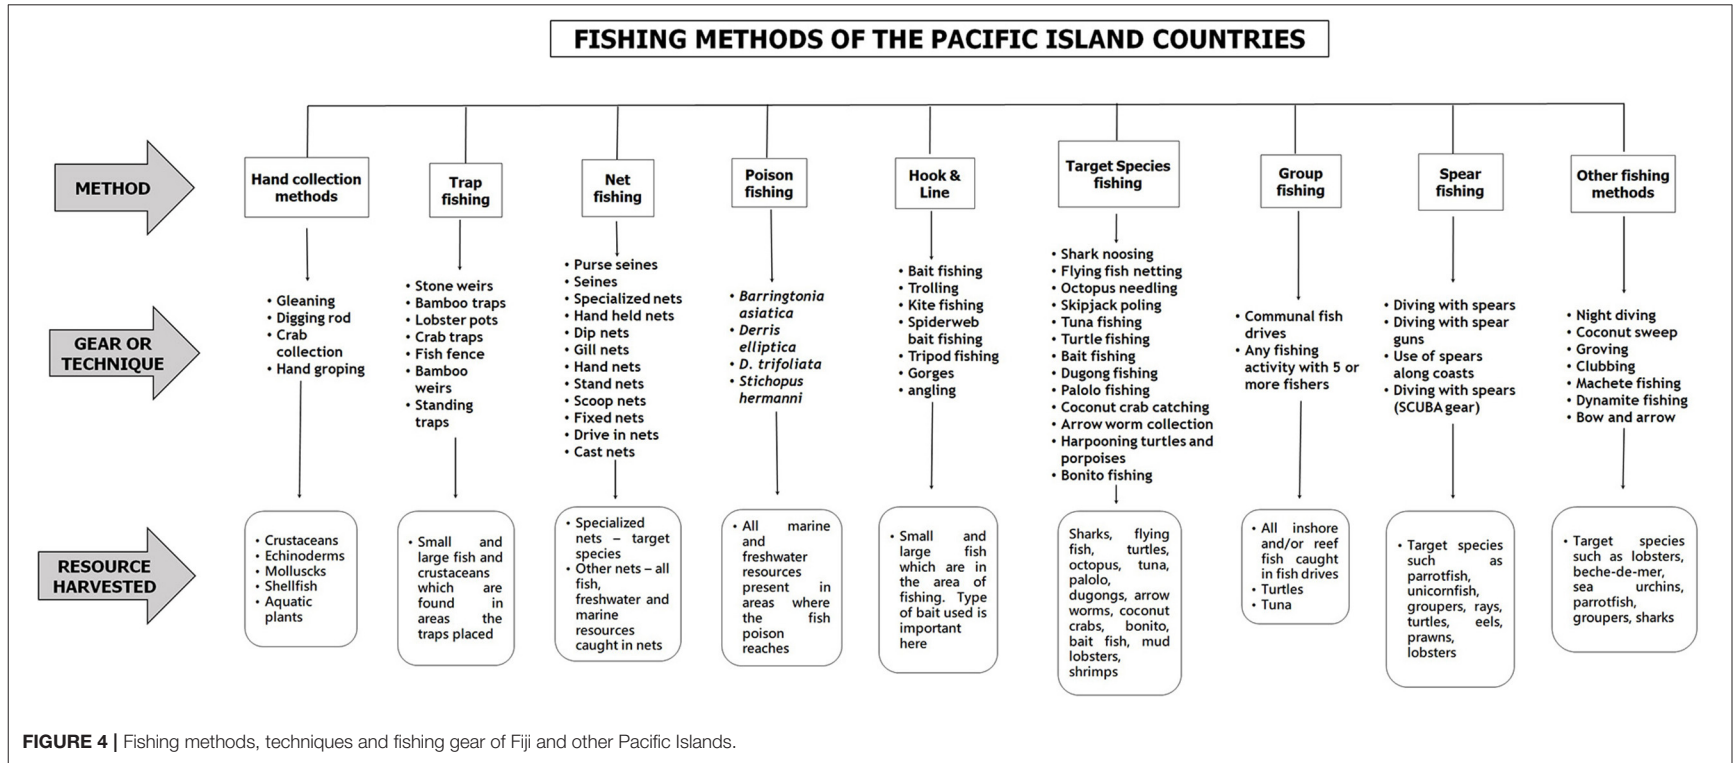 FISHING METHODS OF THE PACIFIC ISLAND COUNTRIES
METHOD
Hand collection
methods
Trap
fishing
Net
fishing
Poison
fishing
Hook &
Line
Target Species
fishing
Group
fishing
Spear
fishing
Other fishing
methods
GEAR OR
TECHNIQUE
• Gleaning
• Digging rod
• Crab
collection
• Hand groping
• Stone weirs
• Bamboo traps
• Lobster pots
• Crab traps
• Fish fence
• Bamboo
weirs
• Standing
traps
• Purse seines
• Seines
• Specialized nets
• Hand held nets
• Dip nets
• Gill nets
• Hand nets
• Stand nets
• Scoop nets
• Fixed nets
• Drive in nets
• Cast nets
• Barringtonia
asiatica
• Derris
elliptica
• D. trifoliata
• Stichopus
hermanni
• Bait fishing
• Trolling
• Kite fishing
• Spiderweb
bait fishing
• Tripod fishing
• Gorges
• angling
• Shark noosing
• Flying fish netting
• Octopus needling
• Skipjack poling
• Tuna fishing
• Turtle fishing
• Bait fishing
• Dugong fishing
• Palolo fishing
• Coconut crab catching
• Arrow worm collection
• Harpooning turtles and
porpoises
• Bonito fishing
• Communal fish
drives
• Any fishing
activity with 5 or
more fishers
• Diving with spears
• Diving with spear
guns
• Use of spears
along coasts
• Diving with spears
(SCUBA gear)
• Night diving
• Coconut sweep
• Groving
• Clubbing
• Machete fishing
• Dynamite fishing
• Bow and arrow
RESOURCE
HARVESTED
• Crustaceans
• Echinoderms
• Molluscks
• Shellfish
• Aquatic
plants
• Small and
large fish and
crustaceans
which are
found in
areas the
traps placed
• Specialized
nets – target
species
• Other nets – all
fish,
freshwater and
marine
resources
caught in nets
• All marine
and
freshwater
resources
present in
areas where
the fish
poison
reaches
• Small and
large fish
which are in
the area of
fishing. Type
of bait used is
important
here
Sharks, flying
fish, turtles,
octopus, tuna,
palolo,
dugongs, arrow
worms, coconut
crabs, bonito,
bait fish, mud
lobsters,
shrimps
• All inshore
and/or reef
fish caught
in fish drives
• Turtles
• Tuna
• Target species
such as
parrotfish,
unicornfish,
groupers, rays,
turtles, eels,
prawns,
lobsters
• Target species
such as lobsters,
beche-de-mer,
sea urchins,
parrotfish,
groupers, sharks
FIGURE 4 | Fishing methods, techniques and fishing gear of Fiji and other Pacific Islands.